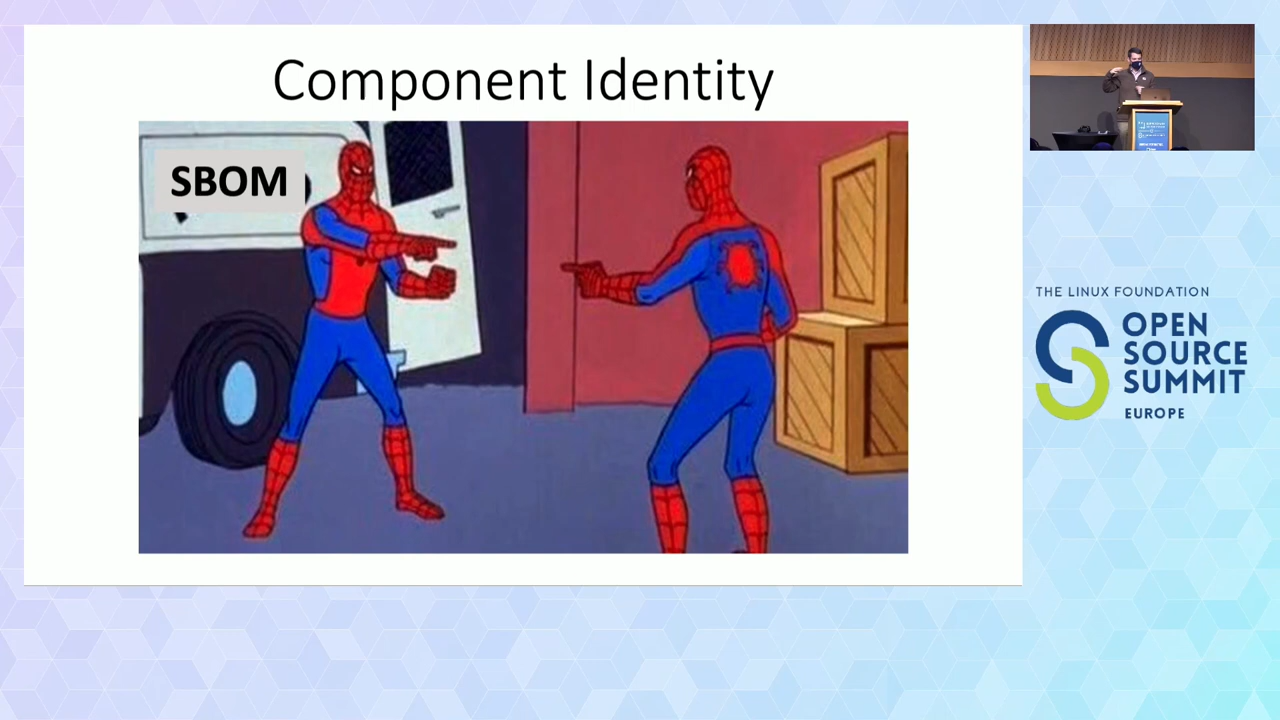 Component Identity
SBOM
THE LINUX FOUNDATION
OPEN
SOURCE
SUMMIT
EUROPE